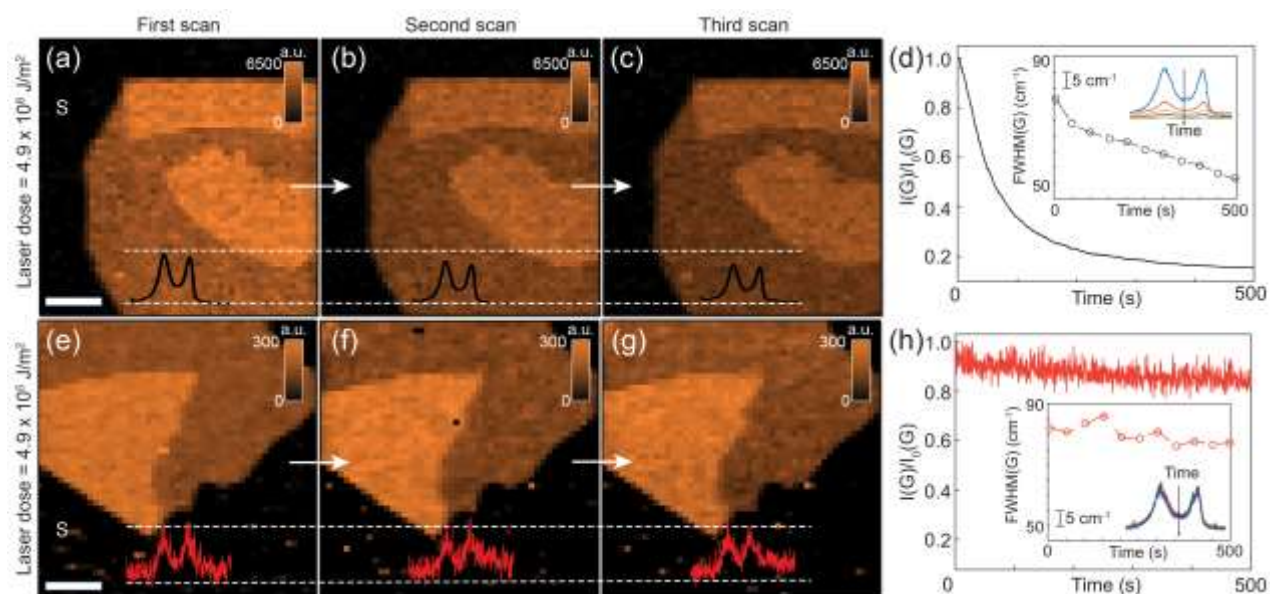 First scan
Second scan
Third scan
Laser dose = 4.9 x J/m²
(a)
S
a.u.
6500
0
(b)
a.u.
6500
0
(c)
a.u.
6500
0
(d)
I(G)/I₀(G)
1.0
0.8
0.6
0.4
0.2
0
500
Time (s)
FWHM(G) (cm⁻¹)
90
50
5 cm⁻¹
Time
0
500
Time (s)
Laser dose = 4.9 x J/m²
(e)
S
a.u.
300
0
(f)
a.u.
300
0
(g)
a.u.
300
0
(h)
I(G)/I₀(G)
1.0
0.8
0.6
0.4
0.2
0
500
Time (s)
FWHM(G) (cm⁻¹)
90
50
5 cm⁻¹
Time
0
500
Time (s)